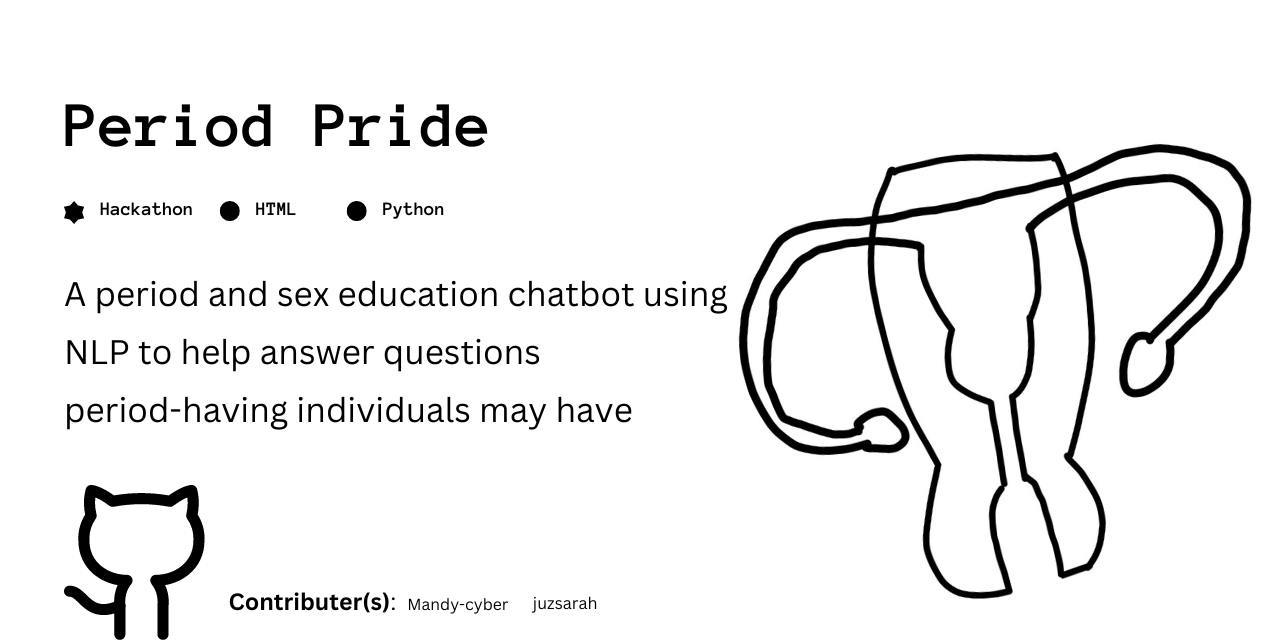 Period Pride
Hackathon HTML Python
A period and sex education chatbot using
NLP to help answer questions
period-having individuals may have
Contributer(s): Mandy-cyber juzsarah